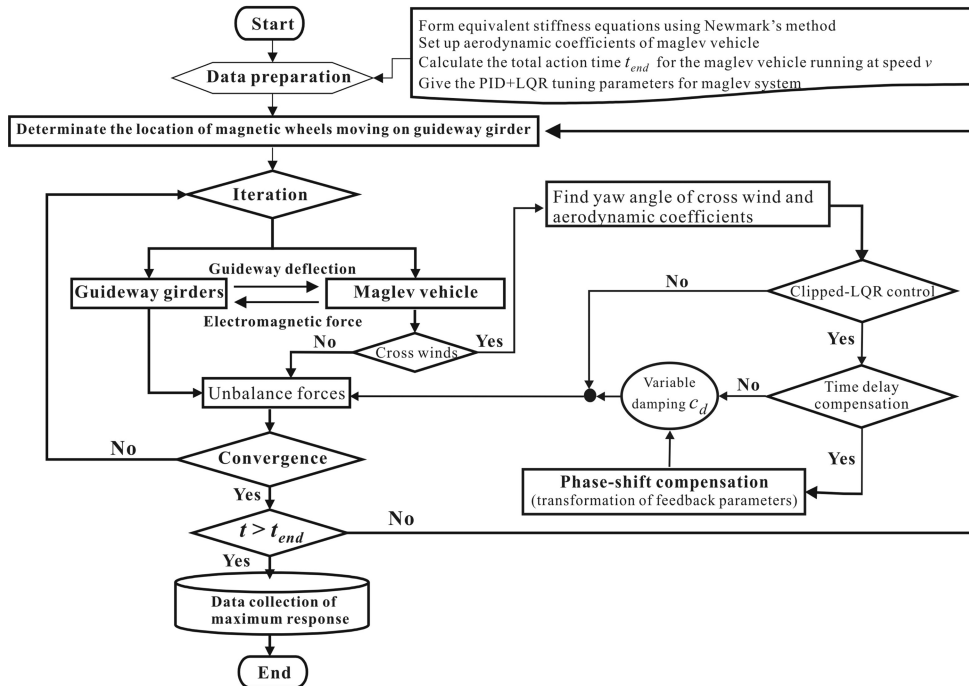 Start
Data preparation
Form equivalent stiffness equations using Newmark's method
Set up aerodynamic coefficients of maglev vehicle
Calculate the total action time t_end for the maglev vehicle running at speed v
Give the PID+LQR tuning parameters for maglev system
Determinate the location of magnetic wheels moving on guideway girder
Iteration
Find yaw angle of cross wind and
aerodynamic coefficients
Guideway deflection
Guideway girders
Maglev vehicle
Electromagnetic force
No
Cross winds
Yes
Clipped-LQR control
No
Yes
Unbalance forces
Variable
damping c_d
No
Time delay
compensation
Yes
Convergence
No
Yes
Phase-shift compensation
(transformation of feedback parameters)
t > t_end
No
Yes
Data collection of
maximum response
End